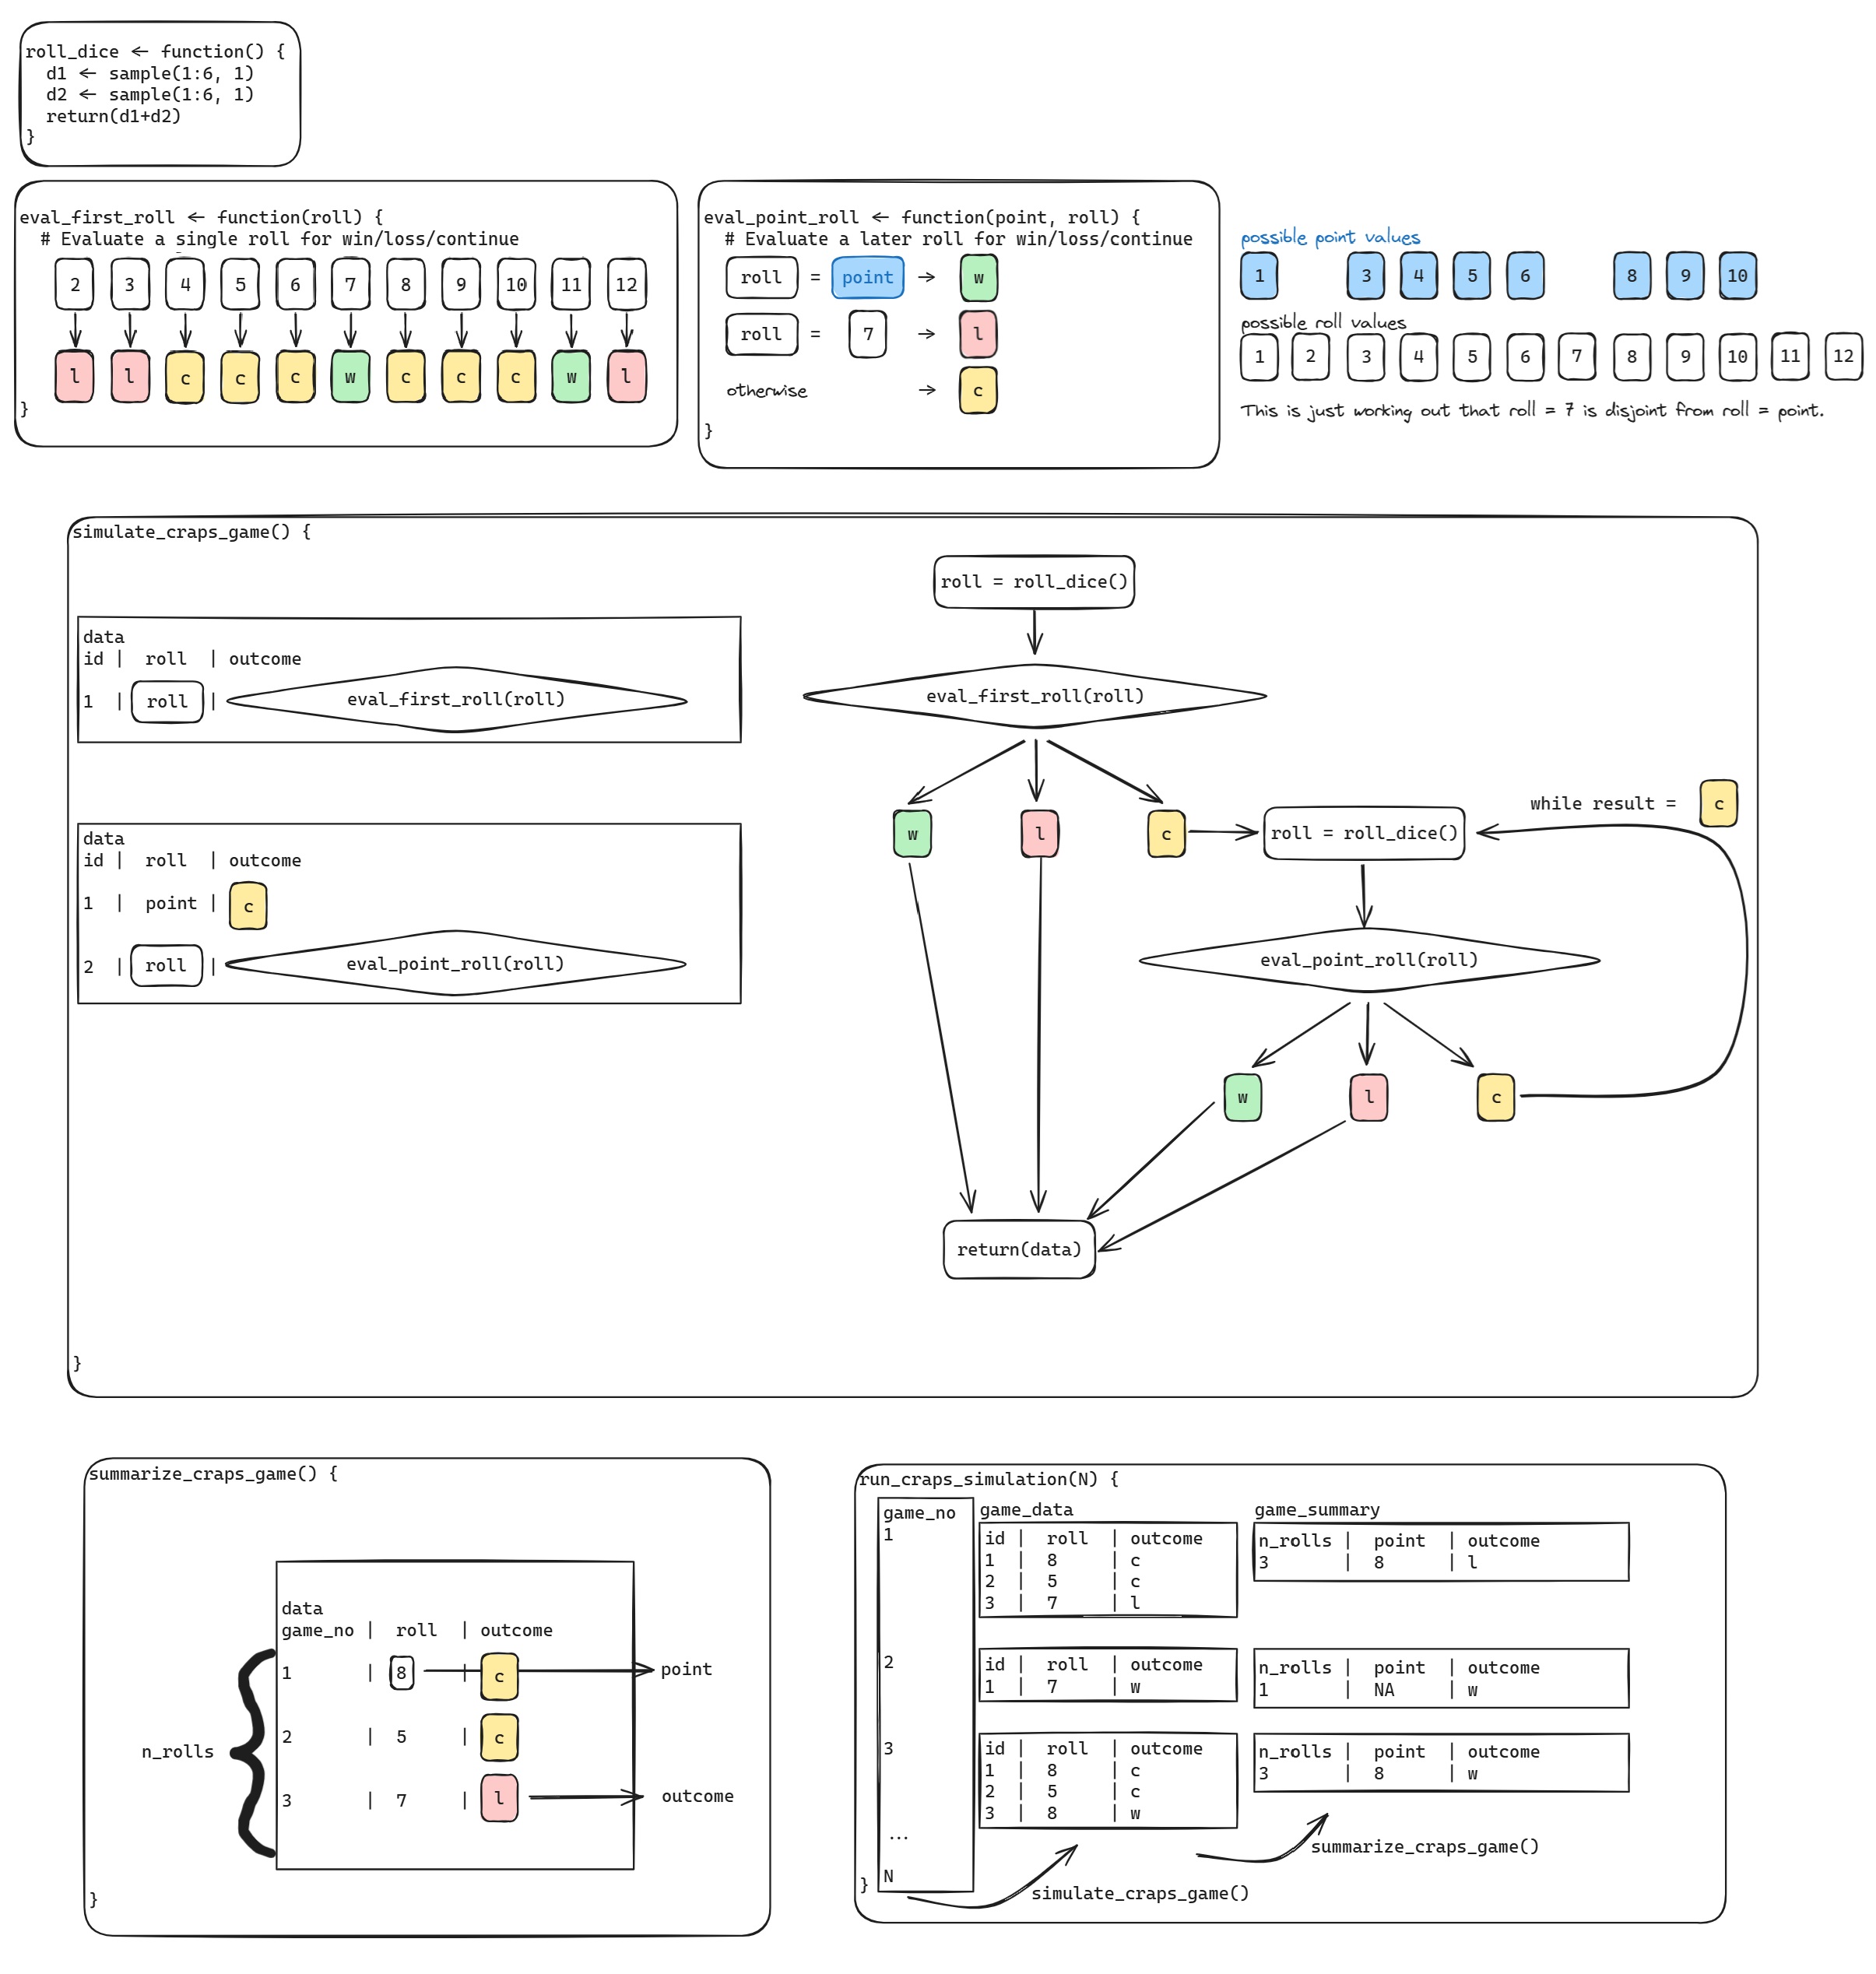 roll_dice <- function() {
  d1 <- sample(1:6, 1)
  d2 <- sample(1:6, 1)
  return(d1+d2)
}
eval_first_roll <- function(roll) {
  # Evaluate a single roll for win/loss/continue
2 3 4 5 6 7 8 9 10 11 12
l l c c c w c c c w l
}
eval_point_roll <- function(point, roll) {
  # Evaluate a later roll for win/loss/continue
roll = point -> w
roll = 7 -> l
otherwise -> c
}
possible point values
1 3 4 5 6 8 9 10
possible roll values
1 2 3 4 5 6 7 8 9 10 11 12
This is just working out that roll = 7 is disjoint from roll = point.
simulate_craps_game() {
data
id | roll | outcome
1 | roll | eval_first_roll(roll)
data
id | roll | outcome
1 | point | c
2 | roll | eval_point_roll(roll)
roll = roll_dice()
eval_first_roll(roll)
w l c
roll = roll_dice()
while result = c
eval_point_roll(roll)
w l c
return(data)
}
summarize_craps_game() {
data
game_no | roll | outcome
1 | 8 | c
point
2 | 5 | c
n_rolls
3 | 7 | l
outcome
}
run_craps_simulation(N) {
game_no
1
2
3
...
N
game_data
id | roll | outcome
1 | 8 | c
2 | 5 | c
3 | 7 | l
id | roll | outcome
1 | 7 | w
id | roll | outcome
1 | 8 | c
2 | 5 | c
3 | 8 | w
game_summary
n_rolls | point | outcome
3 | 8 | l
n_rolls | point | outcome
1 | NA | w
n_rolls | point | outcome
3 | 8 | w
summarize_craps_game()
simulate_craps_game()
}